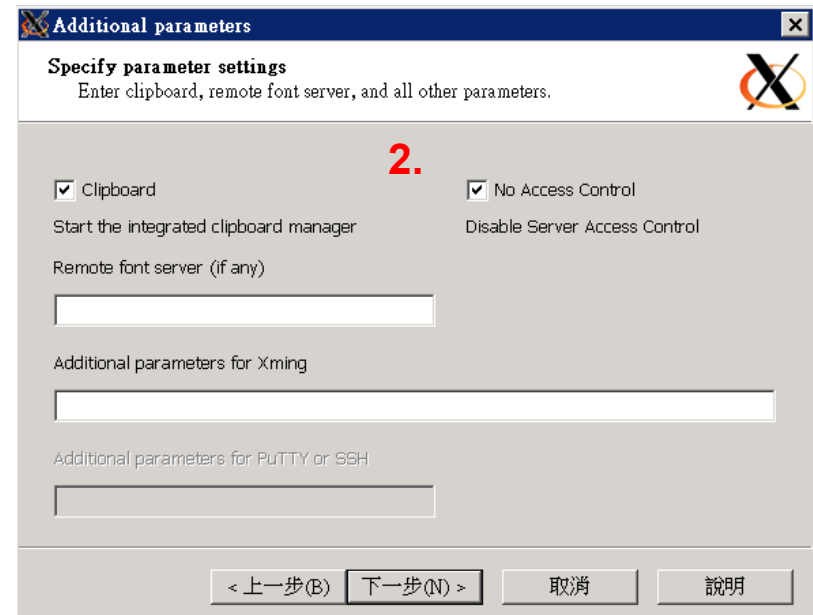 Additional parameters
Specify parameter settings
Enter clipboard, remote font server, and all other parameters.
2.
Clipboard No Access Control
Start the integrated clipboard manager Disable Server Access Control
Remote font server (if any)
Additional parameters for Xming
Additional parameters for PuTTY or SSH
<上一步(B) 下一步(N) > 取消 說明